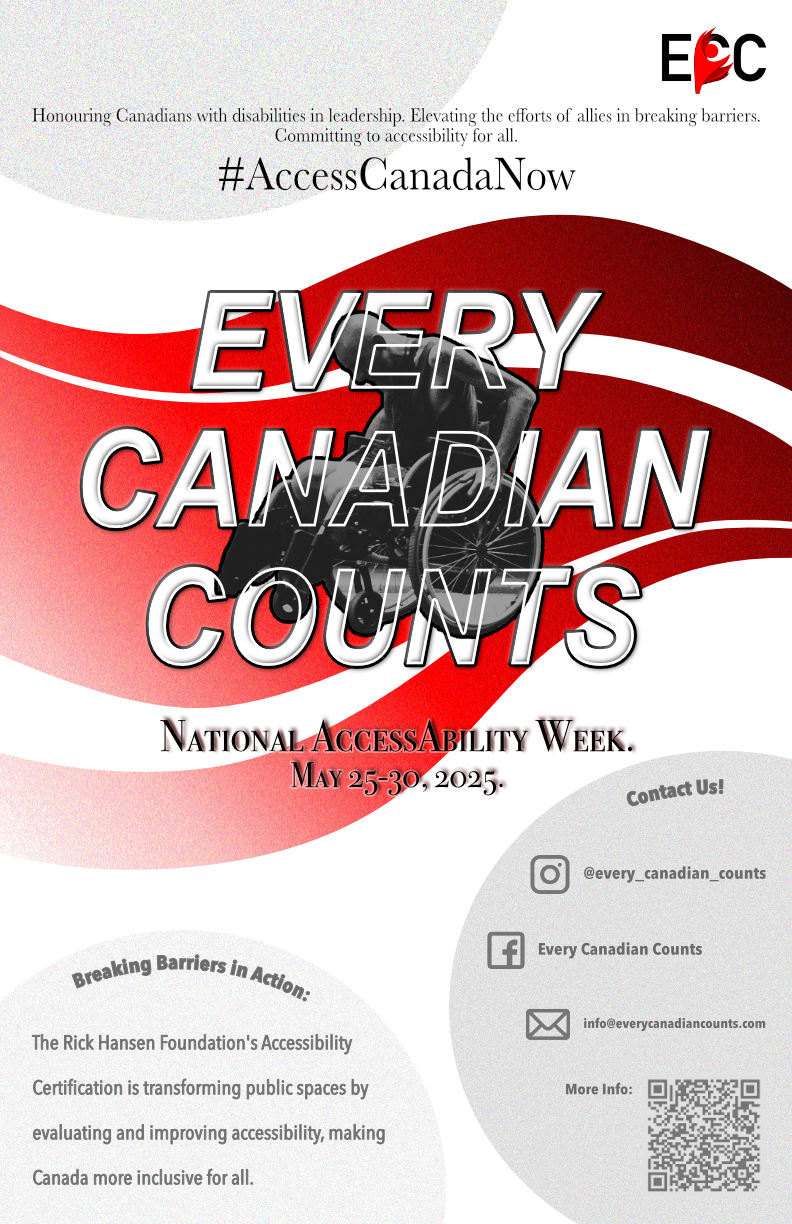 ECC
Honouring Canadians with disabilities in leadership. Elevating the efforts of allies in breaking barriers.
Committing to accessibility for all.
#AccessCanadaNow
EVERY
CANADIAN
COUNTS
National AccessAbility Week.
May 25-30, 2025.
Contact Us!
@every_canadian_counts
Every Canadian Counts
info@everycanadiancounts.com
More Info:
Breaking Barriers in Action:
The Rick Hansen Foundation's Accessibility
Certification is transforming public spaces by
evaluating and improving accessibility, making
Canada more inclusive for all.